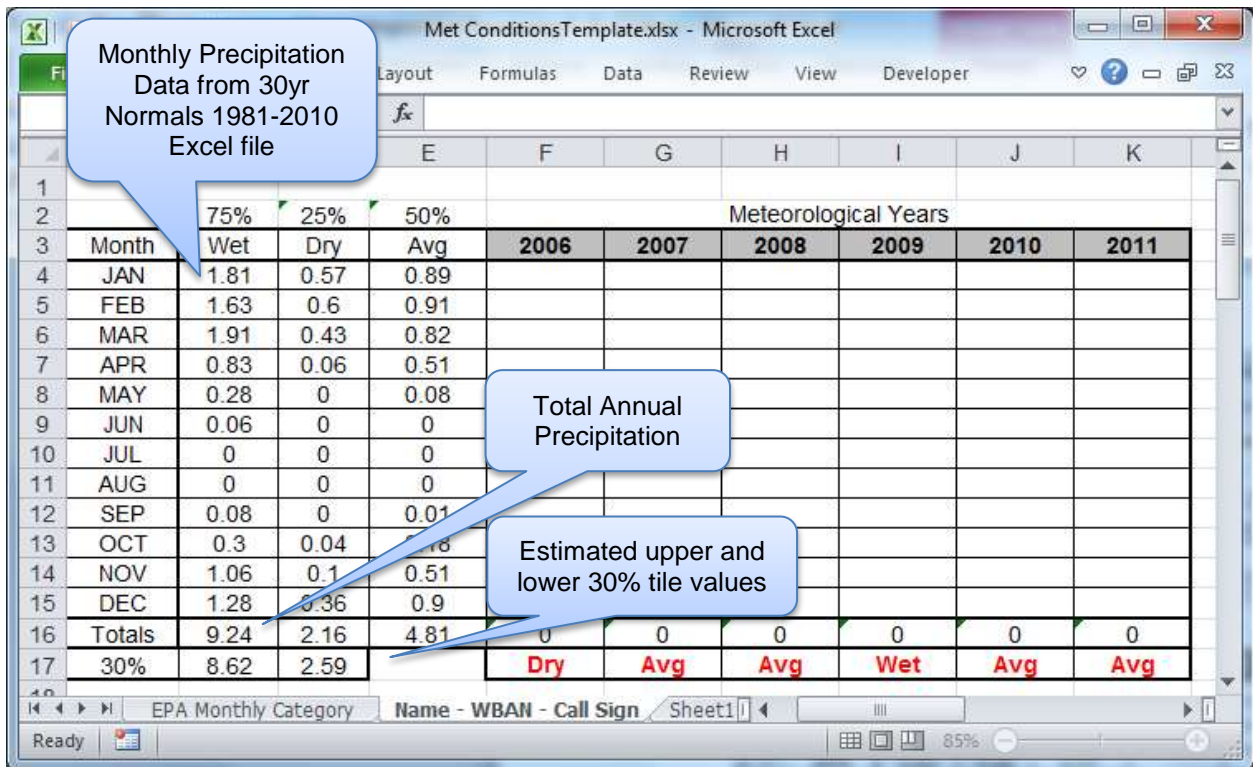 Met ConditionsTemplate.xlsx - Microsoft Excel
Monthly Precipitation
Data from 30yr
Normals 1981-2010
Excel file
Layout Formulas Data Review View Developer
fx
E F G H I J K
1
2 75% 25% 50% Meteorological Years
3 Month Wet Dry Avg 2006 2007 2008 2009 2010 2011
4 JAN 1.81 0.57 0.89
5 FEB 1.63 0.6 0.91
6 MAR 1.91 0.43 0.82
7 APR 0.83 0.06 0.51
8 MAY 0.28 0 0.08
9 JUN 0.06 0 0
10 JUL 0 0 0
11 AUG 0 0 0
12 SEP 0.08 0 0.01
13 OCT 0.3 0.04
14 NOV 1.06 0.1 0.51
15 DEC 1.28 0.36 0.9
16 Totals 9.24 2.16 4.81 0 0 0 0 0 0
17 30% 8.62 2.59 Dry Avg Avg Wet Avg Avg
Total Annual
Precipitation
Estimated upper and
lower 30% tile values
EPA Monthly Category Name - WBAN - Call Sign Sheet1
Ready 85%